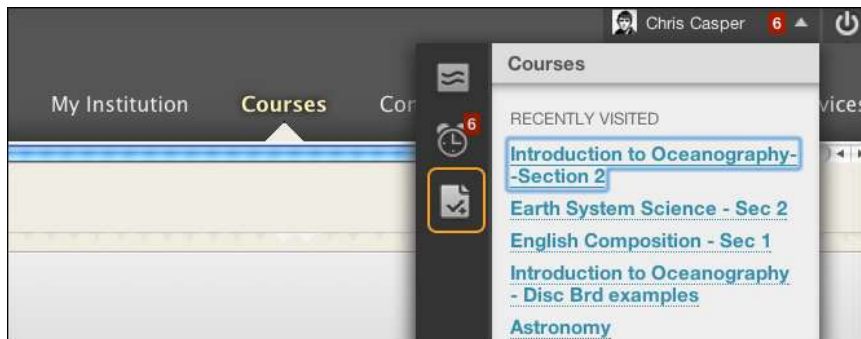 Chris Casper 6
My Institution Courses
6
Courses
RECENTLY VISITED
Introduction to Oceanography-
-Section 2
Earth System Science - Sec 2
English Composition - Sec 1
Introduction to Oceanography
- Disc Brd examples
Astronomy